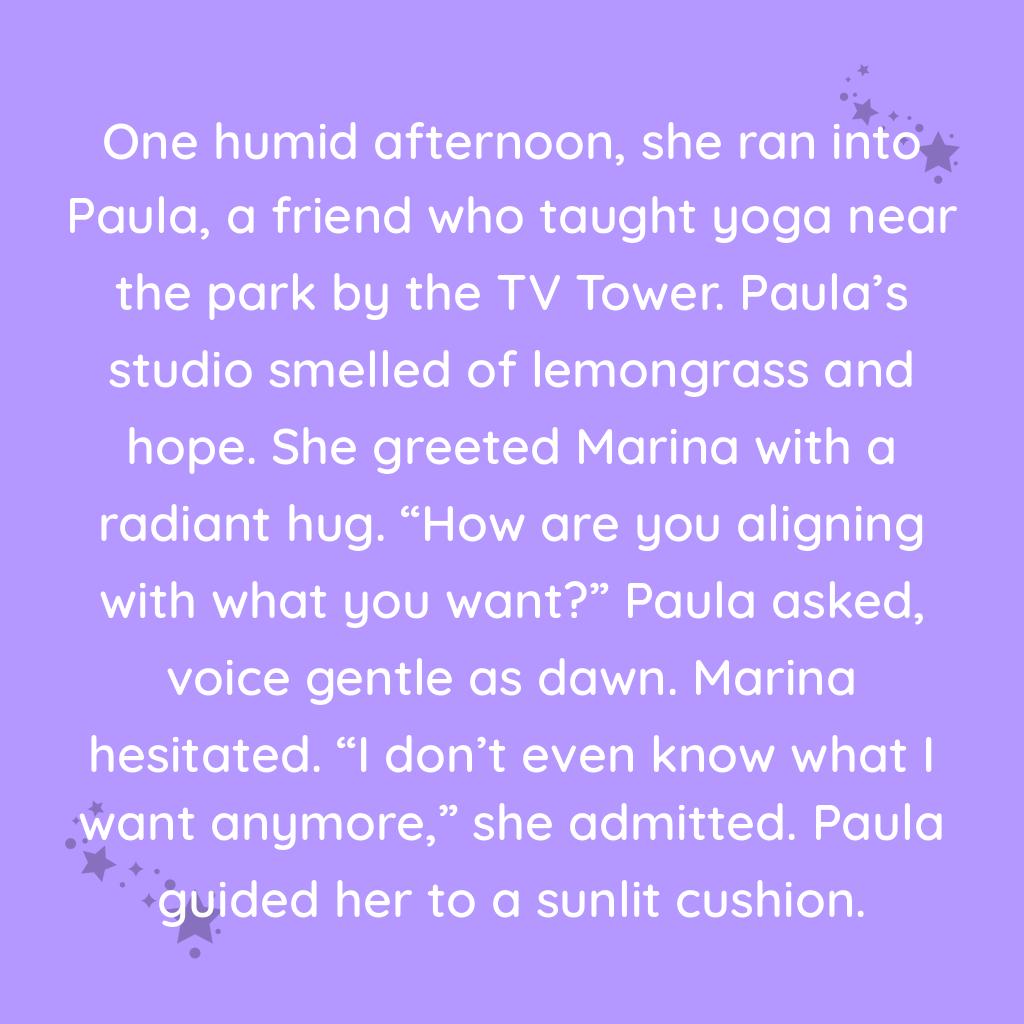 One humid afternoon, she ran into
Paula, a friend who taught yoga near
the park by the TV Tower. Paula’s
studio smelled of lemongrass and
hope. She greeted Marina with a
radiant hug. “How are you aligning
with what you want?” Paula asked,
voice gentle as dawn. Marina
hesitated. “I don’t even know what I
want anymore,” she admitted. Paula
guided her to a sunlit cushion.